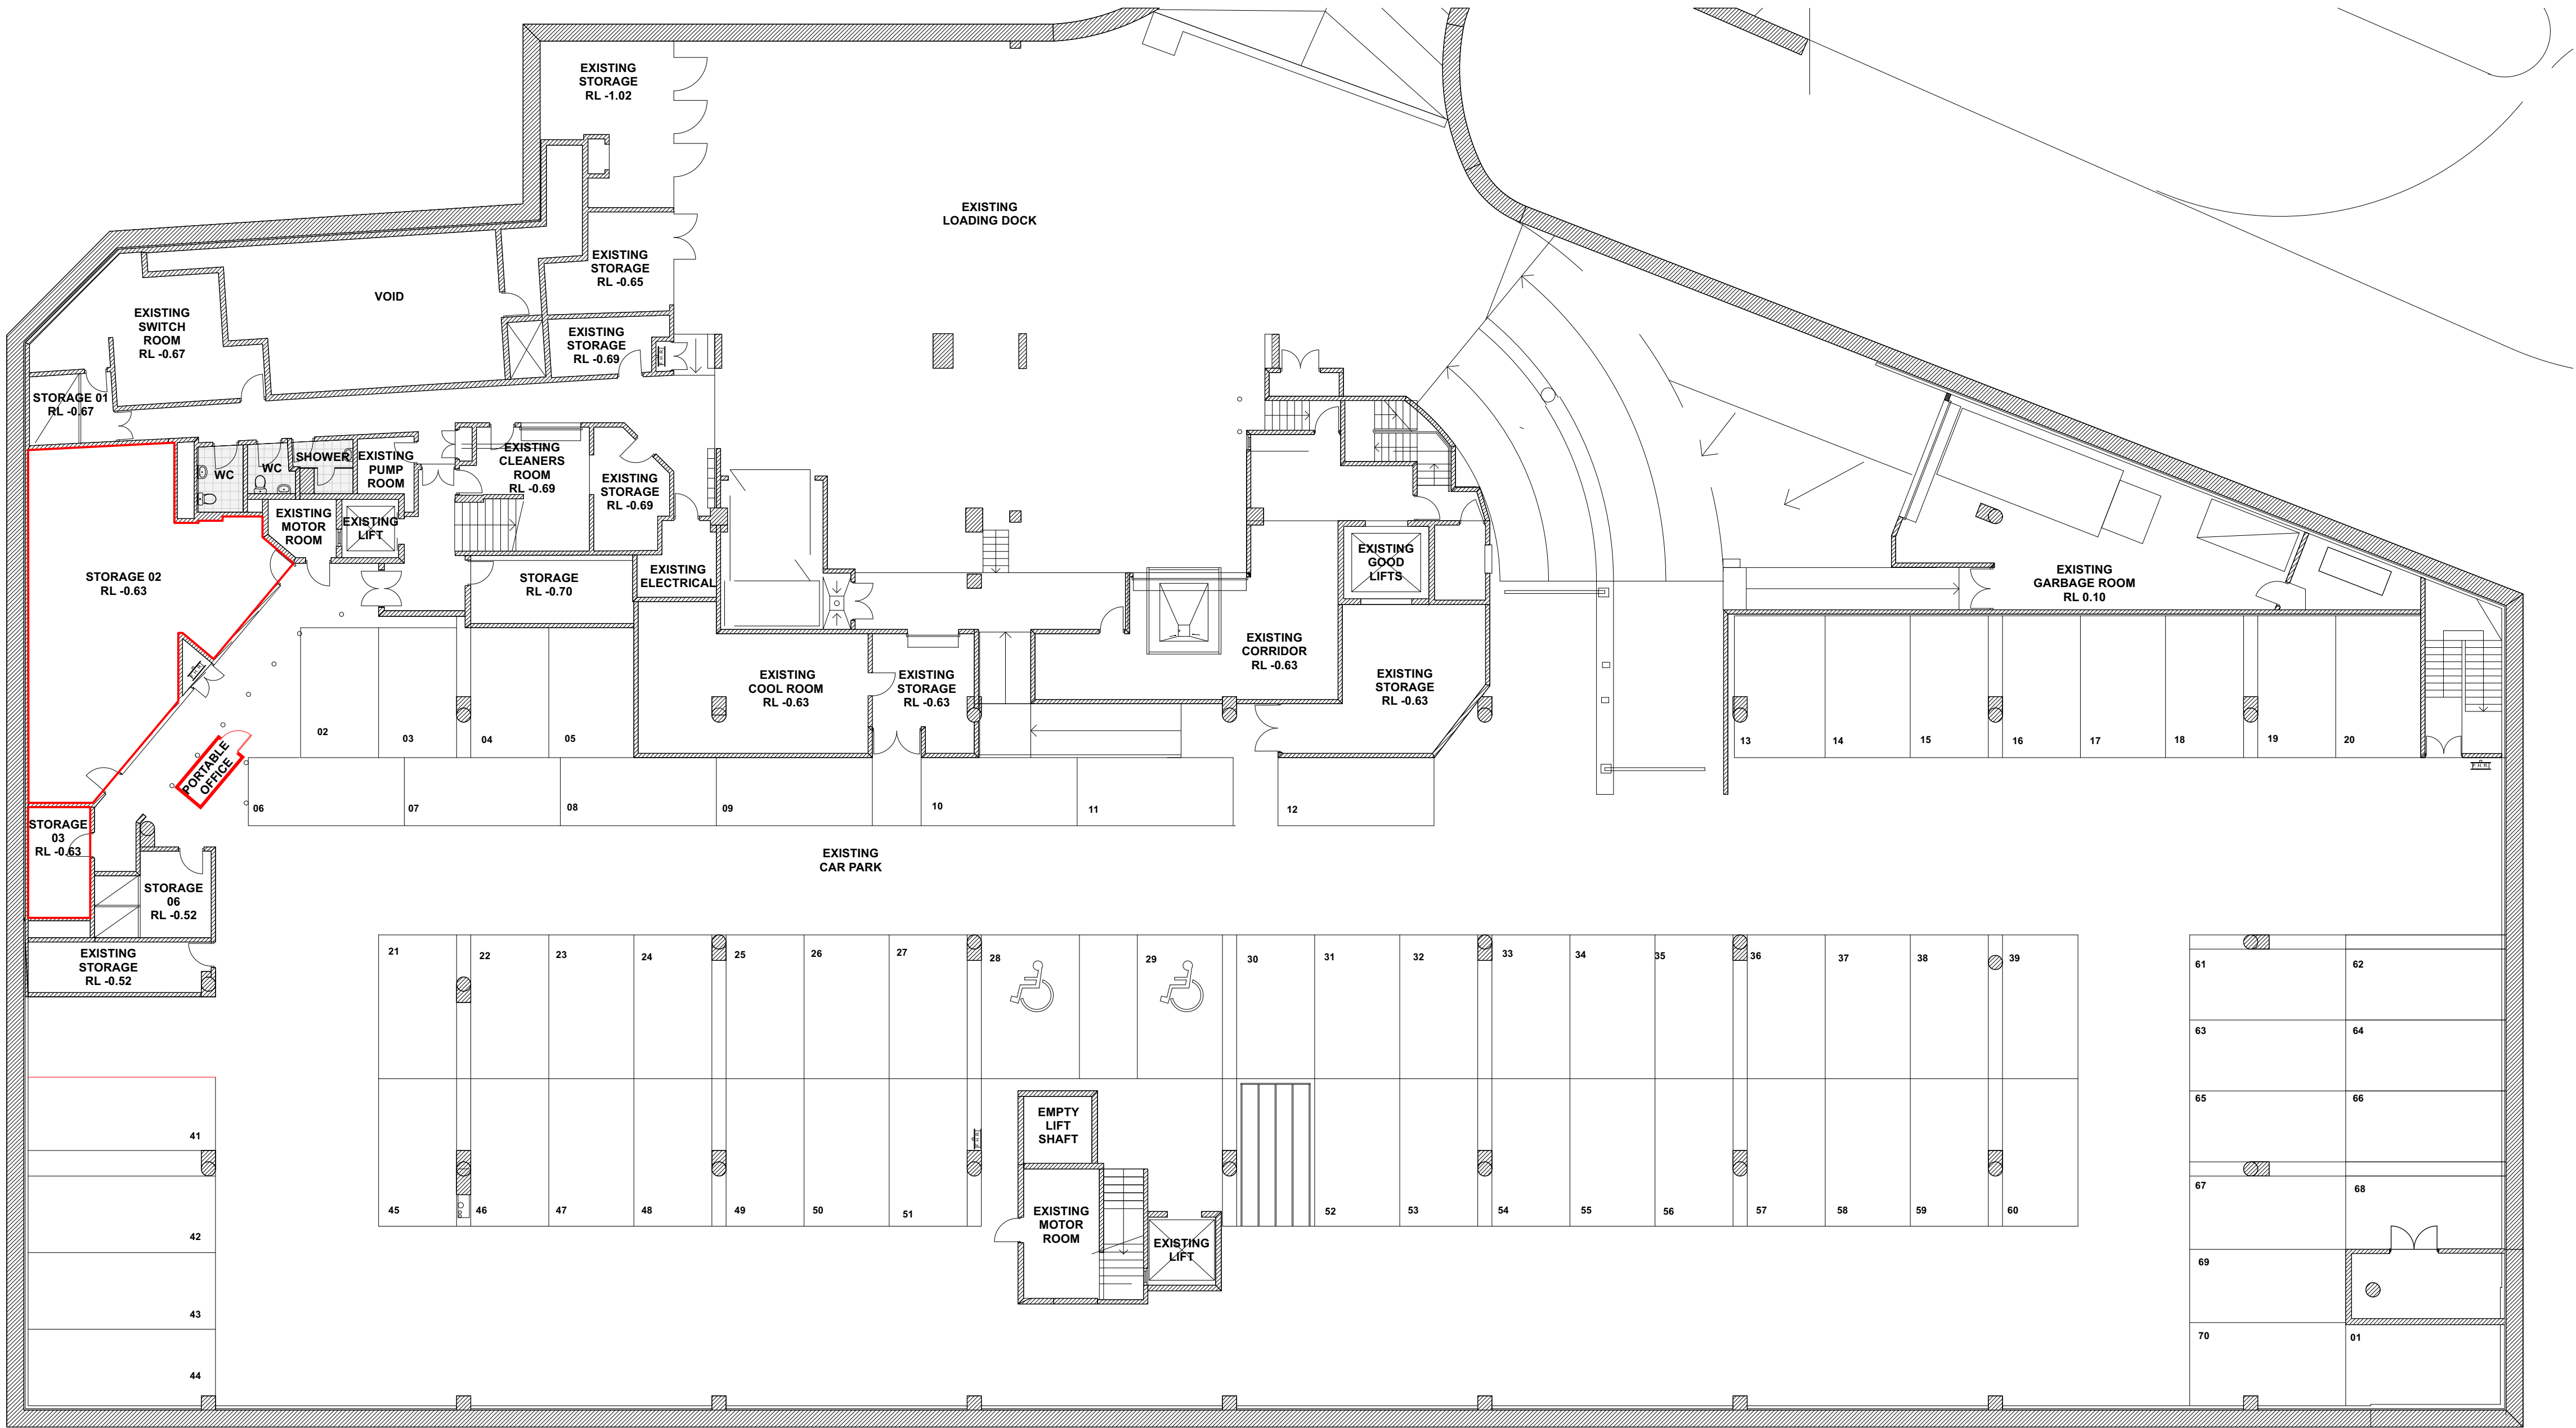 EXISTING
STORAGE
RL -1.02
EXISTING
LOADING DOCK
EXISTING
STORAGE
RL -0.65
VOID
EXISTING
SWITCH
ROOM
RL -0.67
EXISTING
STORAGE
RL -0.69
STORAGE 01
RL -0.67
WC
WC
SHOWER
EXISTING
PUMP
ROOM
EXISTING
CLEANERS
ROOM
RL -0.69
EXISTING
STORAGE
RL -0.69
EXISTING
MOTOR
ROOM
EXISTING
LIFT
STORAGE 02
RL -0.63
STORAGE
RL -0.70
EXISTING
ELECTRICAL
EXISTING
GOOD
LIFTS
EXISTING
GARBAGE ROOM
RL 0.10
EXISTING
CORRIDOR
RL -0.63
EXISTING
COOL ROOM
RL -0.63
EXISTING
STORAGE
RL -0.63
EXISTING
STORAGE
RL -0.63
02
03
04
05
13
14
15
16
17
18
19
20
PORTABLE
OFFICE
06
07
08
09
10
11
12
STORAGE
03
RL -0.63
EXISTING
CAR PARK
STORAGE
06
RL -0.52
EXISTING
STORAGE
RL -0.52
21
22
23
24
25
26
27
28
29
30
31
32
33
34
35
36
37
38
39
61
62
63
64
65
66
67
68
69
70
01
41
42
43
44
EMPTY
LIFT
SHAFT
EXISTING
MOTOR
ROOM
EXISTING
LIFT
45
46
47
48
49
50
51
52
53
54
55
56
57
58
59
60